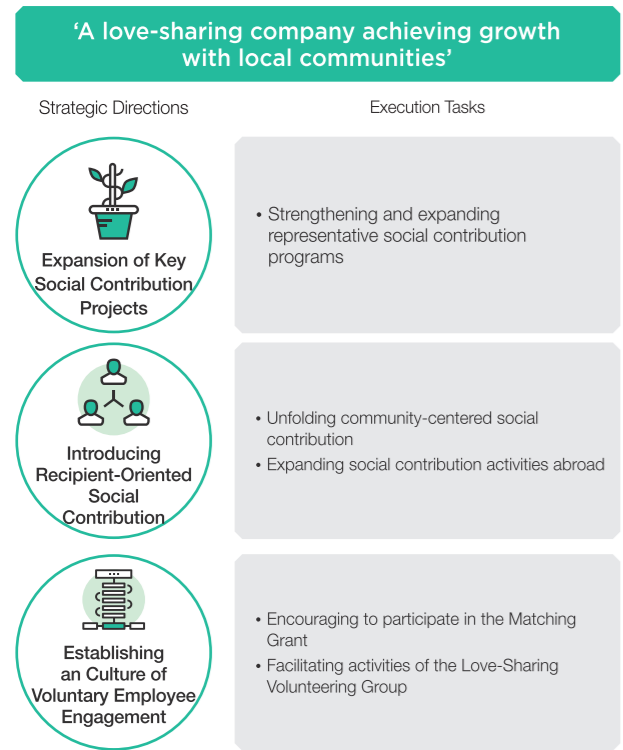 ‘A love-sharing company achieving growth
with local communities’
Strategic Directions
Execution Tasks
Expansion of Key
Social Contribution
Projects
• Strengthening and expanding
representative social contribution
programs
Introducing
Recipient-Oriented
Social
Contribution
• Unfolding community-centered social
contribution
• Expanding social contribution activities abroad
Establishing
an Culture of
Voluntary Employee
Engagement
• Encouraging to participate in the Matching
Grant
• Facilitating activities of the Love-Sharing
Volunteering Group